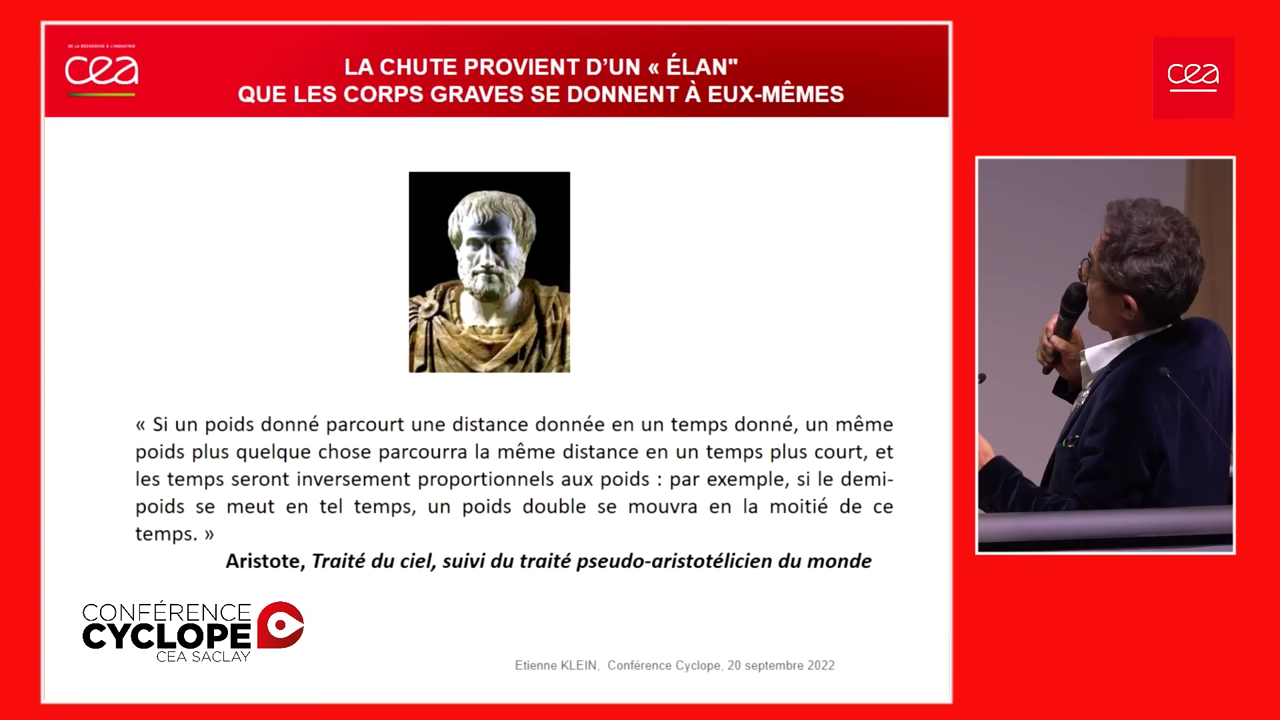 DE LA RECHERCHE À L'INDUSTRIE
cea
LA CHUTE PROVIENT D'UN « ÉLAN"
QUE LES CORPS GRAVES SE DONNENT À EUX-MÊMES
cea
« Si un poids donné parcourt une distance donnée en un temps donné, un même
poids plus quelque chose parcourra la même distance en un temps plus court, et
les temps seront inversement proportionnels aux poids : par exemple, si le demi-
poids se meut en tel temps, un poids double se mouvra en la moitié de ce
temps. »
Aristote, Traité du ciel, suivi du traité pseudo-aristotélicien du monde
CONFÉRENCE
CYCLOPE
CEA SACLAY
Etienne KLEIN, Conférence Cyclope, 20 septembre 2022